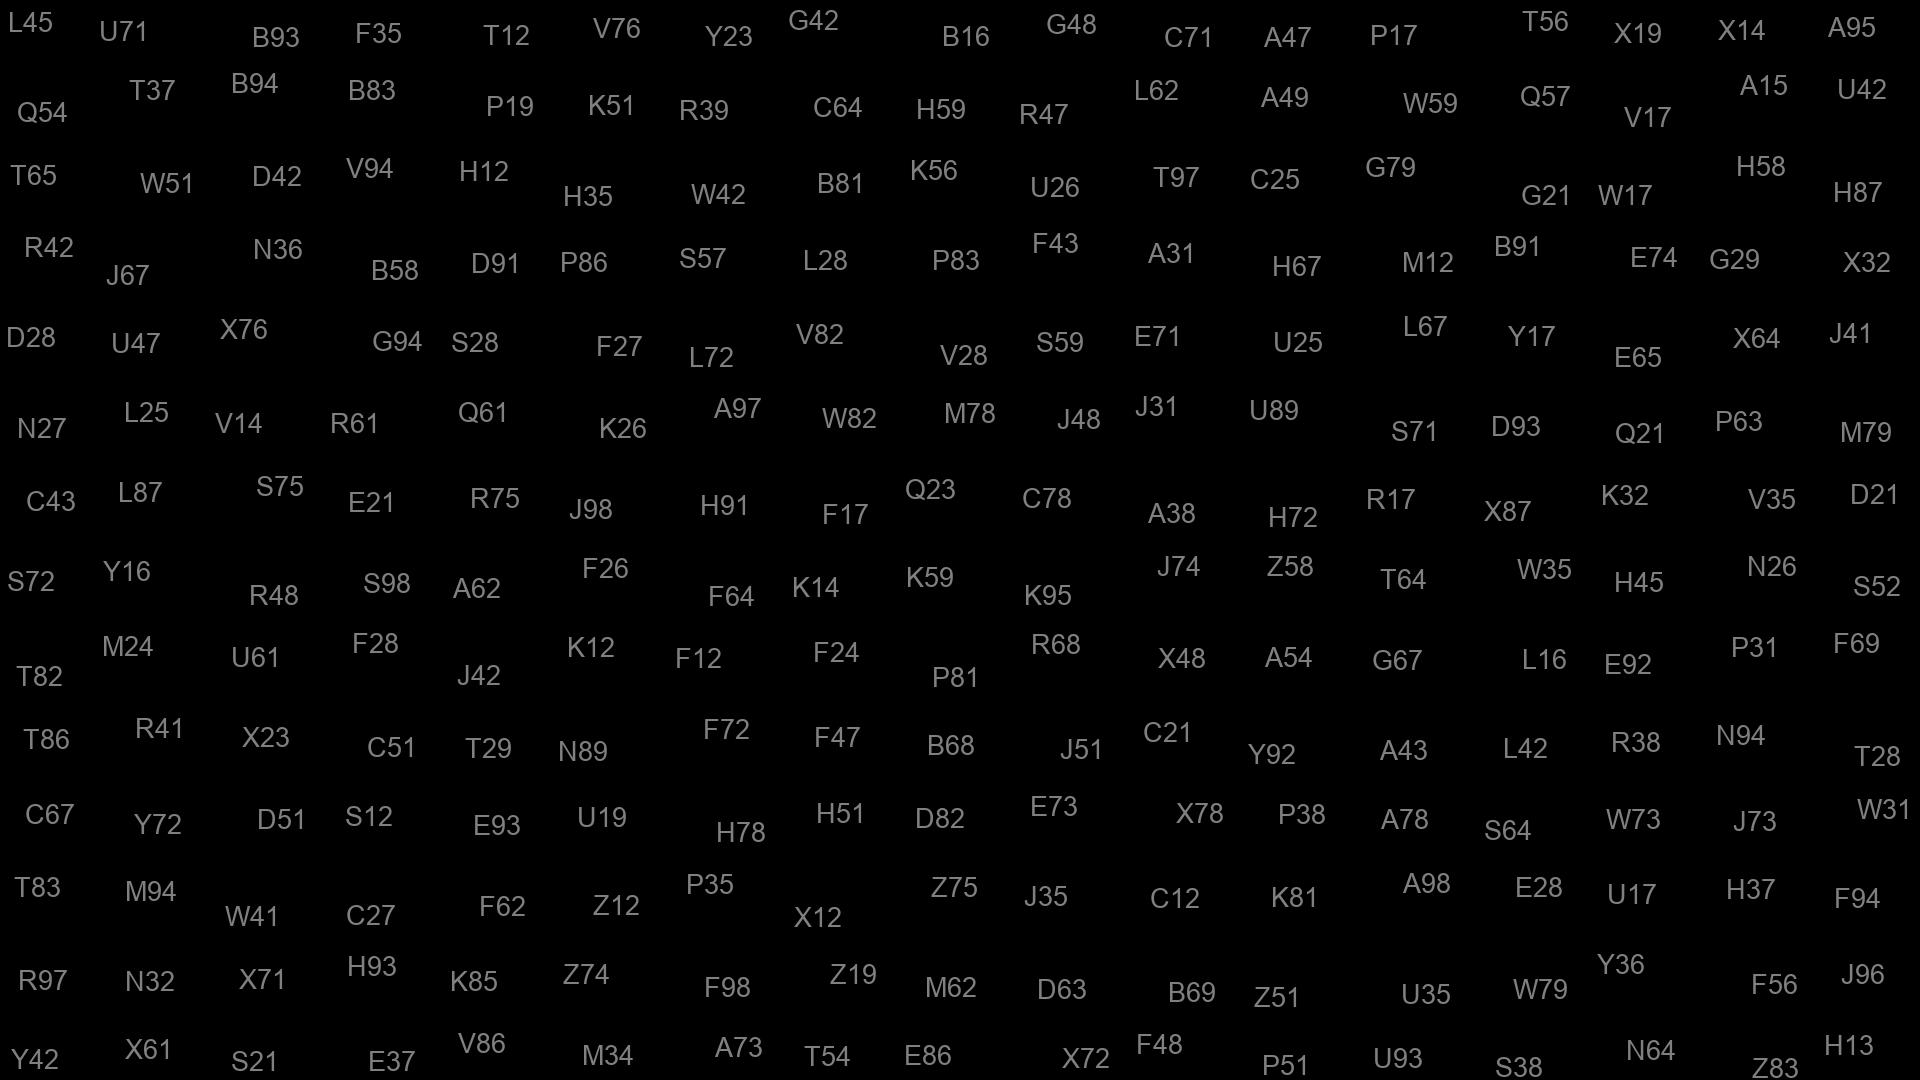 L45 U71 B93 F35 T12 V76 Y23 G42 B16 G48 C71 A47 P17 T56 X19 X14 A95
Q54 T37 B94 B83 P19 K51 R39 C64 H59 R47 L62 A49 W59 Q57 V17 A15 U42
T65 W51 D42 V94 H12 H35 W42 B81 K56 U26 T97 C25 G79 G21 W17 H58 H87
R42 J67 N36 B58 D91 P86 S57 L28 P83 F43 A31 H67 M12 B91 E74 G29 X32
D28 U47 X76 G94 S28 F27 L72 V82 V28 S59 E71 U25 L67 Y17 E65 X64 J41
N27 L25 V14 R61 Q61 K26 A97 W82 M78 J48 J31 U89 S71 D93 Q21 P63 M79
C43 L87 S75 E21 R75 J98 H91 F17 Q23 C78 A38 H72 R17 X87 K32 V35 D21
S72 Y16 R48 S98 A62 F26 F64 K14 K59 K95 J74 Z58 T64 W35 H45 N26 S52
T82 M24 U61 F28 J42 K12 F12 F24 P81 R68 X48 A54 G67 L16 E92 P31 F69
T86 R41 X23 C51 T29 N89 F72 F47 B68 J51 C21 Y92 A43 L42 R38 N94 T28
C67 Y72 D51 S12 E93 U19 H78 H51 D82 E73 X78 P38 A78 S64 W73 J73 W31
T83 M94 W41 C27 F62 Z12 P35 X12 Z75 J35 C12 K81 A98 E28 U17 H37 F94
R97 N32 X71 H93 K85 Z74 F98 Z19 M62 D63 B69 Z51 U35 W79 Y36 F56 J96
Y42 X61 S21 E37 V86 M34 A73 T54 E86 X72 F48 P51 U93 S38 N64 Z83 H13